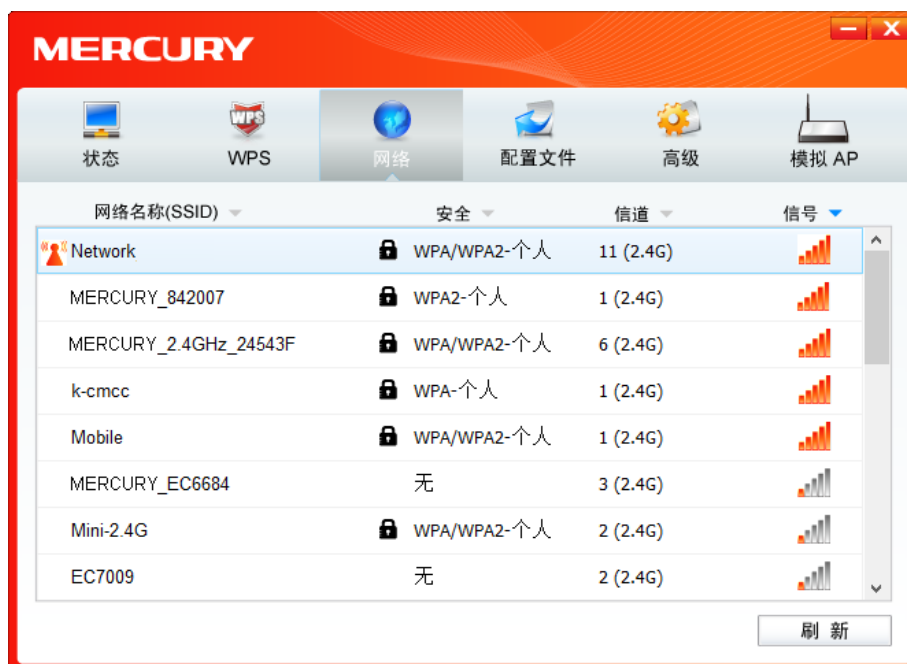 MERCURY
状态 WPS 网络 配置文件 高级 模拟 AP
网络名称(SSID) 安全 信道 信号
Network WPA/WPA2-个人 11 (2.4G)
MERCURY_842007 WPA2-个人 1 (2.4G)
MERCURY_2.4GHz_24543F WPA/WPA2-个人 6 (2.4G)
k-cmcc WPA-个人 1 (2.4G)
Mobile WPA/WPA2-个人 1 (2.4G)
MERCURY_EC6684 无 3 (2.4G)
Mini-2.4G WPA/WPA2-个人 2 (2.4G)
EC7009 无 2 (2.4G)
刷 新